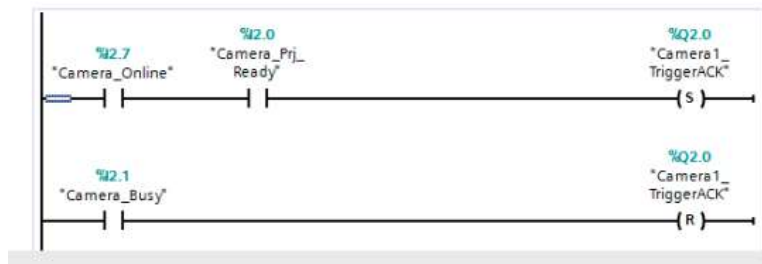 %I2.0
%Q2.0
%I2.7
"Camera_Prj_
"Camera1_
"Camera_Online"
Ready"
TriggerACK"
S
%Q2.0
%I2.1
"Camera1_
"Camera_Busy"
TriggerACK"
R